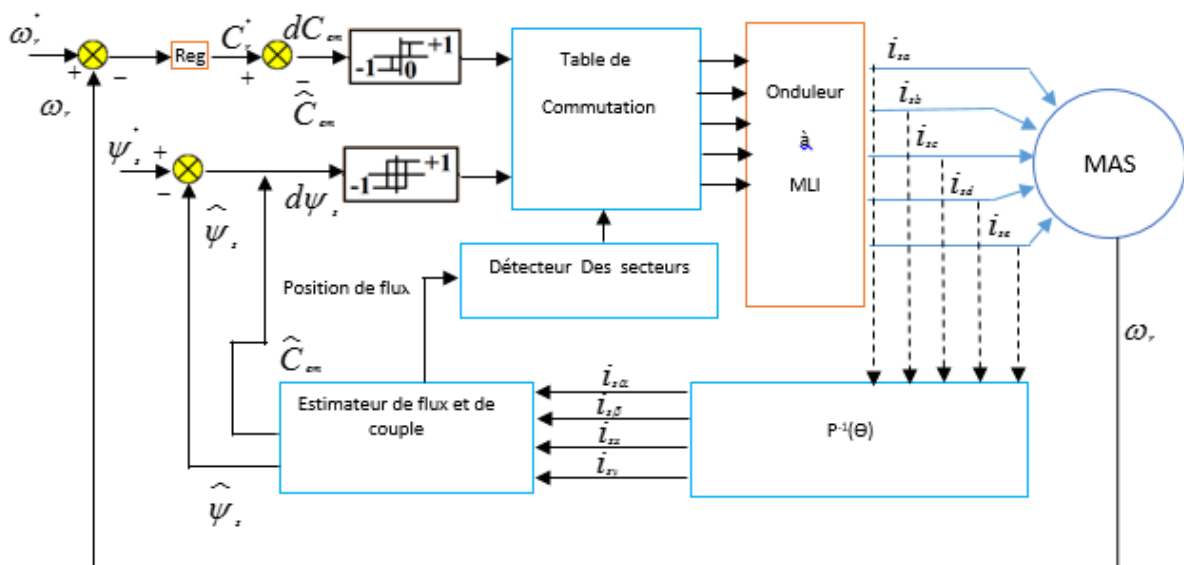 ω*r
+
−
ωr
Reg
C*r
+
−
dCem
Ĉem
-1
0
+1
ψ*s
+
−
ψ̂s
dψs
-1
+1
Table de
Commutation
Onduleur
à
MLI
isa
isb
isc
isd
ise
MAS
ωr
Détecteur Des secteurs
Position de flux
Ĉem
Estimateur de flux et de
couple
isα
isβ
isx
isy
P⁻¹(Θ)
ψ̂s